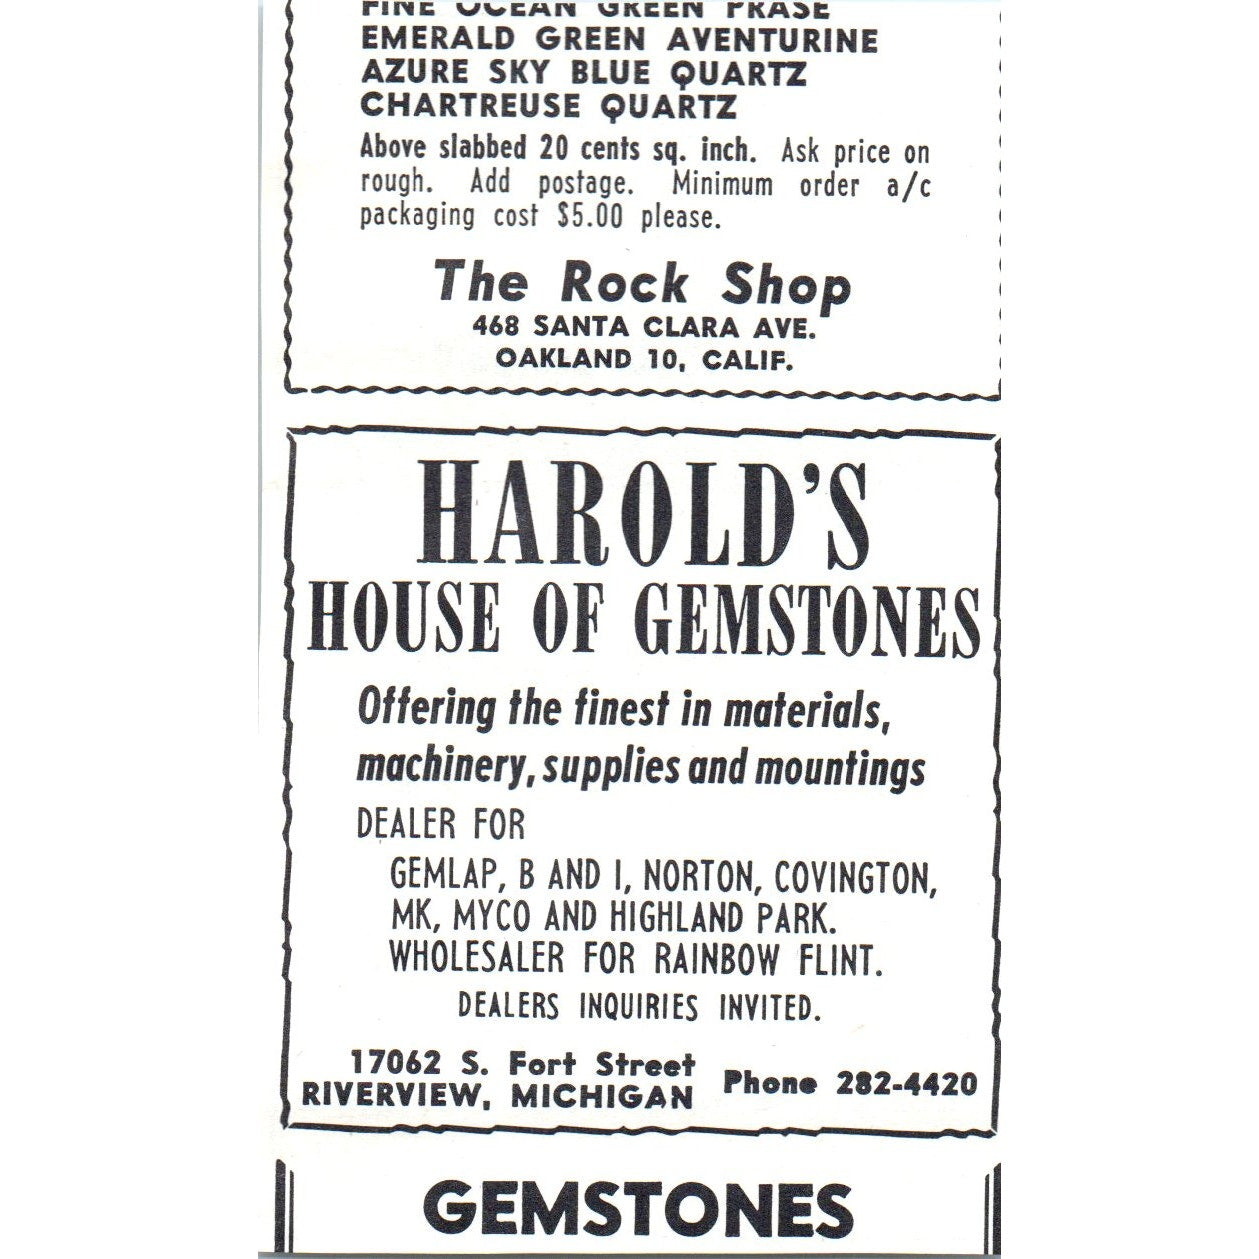 FINE OCEAN GREEN PRASE
EMERALD GREEN AVENTURINE
AZURE SKY BLUE QUARTZ
CHARTREUSE QUARTZ
Above slabbed 20 cents sq. inch. Ask price on
rough. Add postage. Minimum order a/c
packaging cost $5.00 please.
The Rock Shop
468 SANTA CLARA AVE.
OAKLAND 10, CALIF.
HAROLD'S
HOUSE OF GEMSTONES
Offering the finest in materials,
machinery, supplies and mountings
DEALER FOR
GEMLAP, B AND I, NORTON, COVINGTON,
MK, MYCO AND HIGHLAND PARK.
WHOLESALER FOR RAINBOW FLINT.
DEALERS INQUIRIES INVITED.
17062 S. Fort Street
RIVERVIEW, MICHIGAN
Phone 282-4420
GEMSTONES